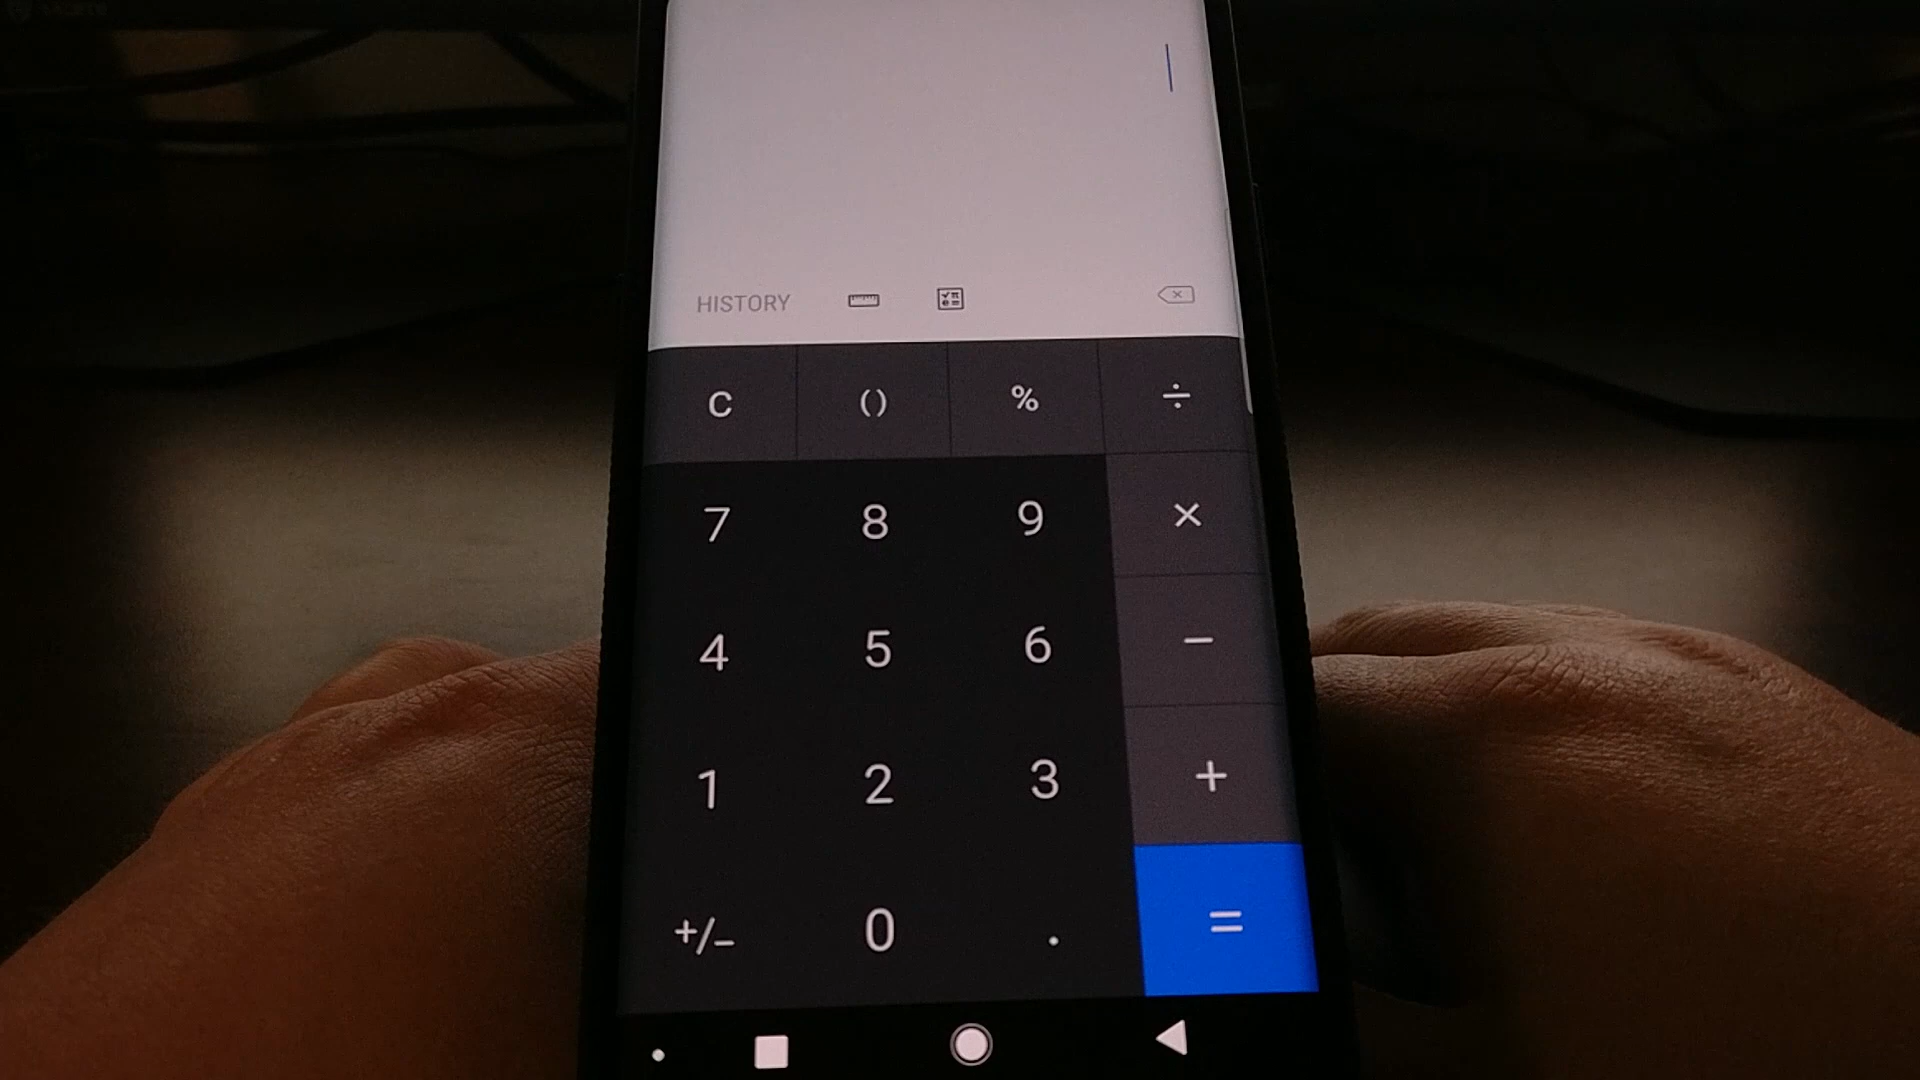 HISTORY
C () % ÷
7 8 9 ×
4 5 6 −
1 2 3 +
+/− 0 . =